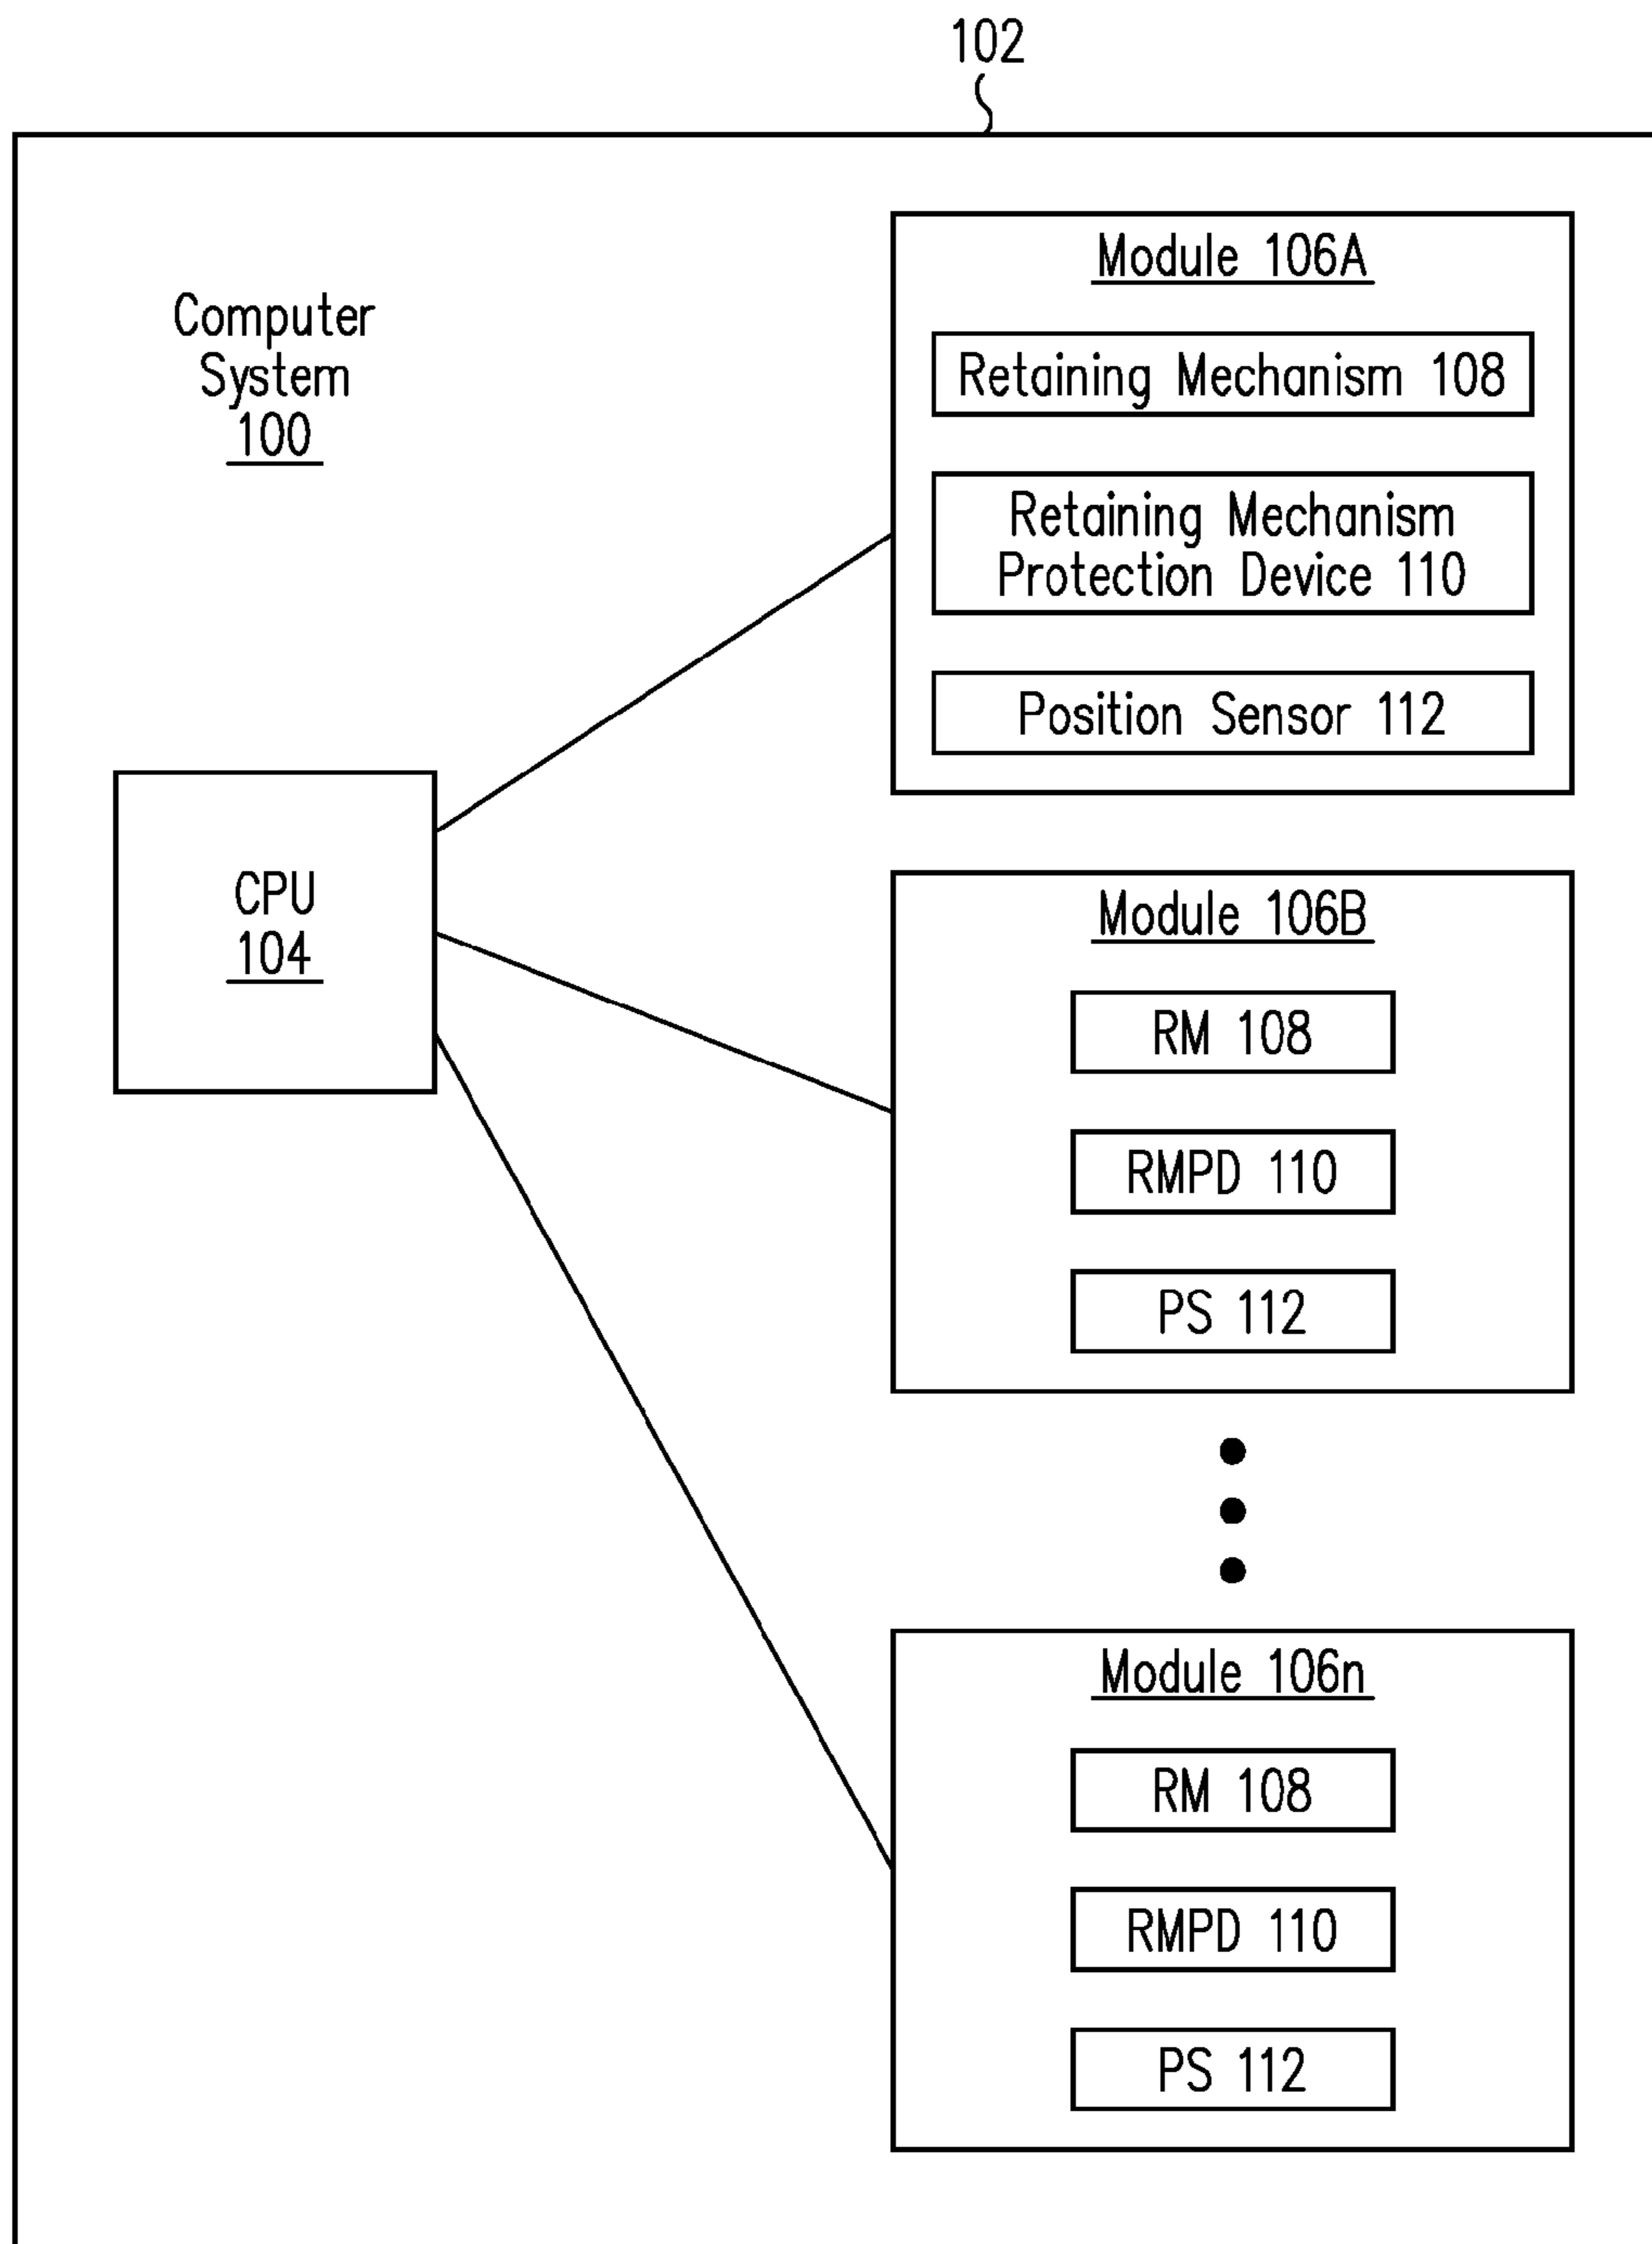 102
Computer
System
100
Module 106A
Retaining Mechanism 108
Retaining Mechanism
Protection Device 110
Position Sensor 112
CPU
104
Module 106B
RM 108
RMPD 110
PS 112
Module 106n
RM 108
RMPD 110
PS 112